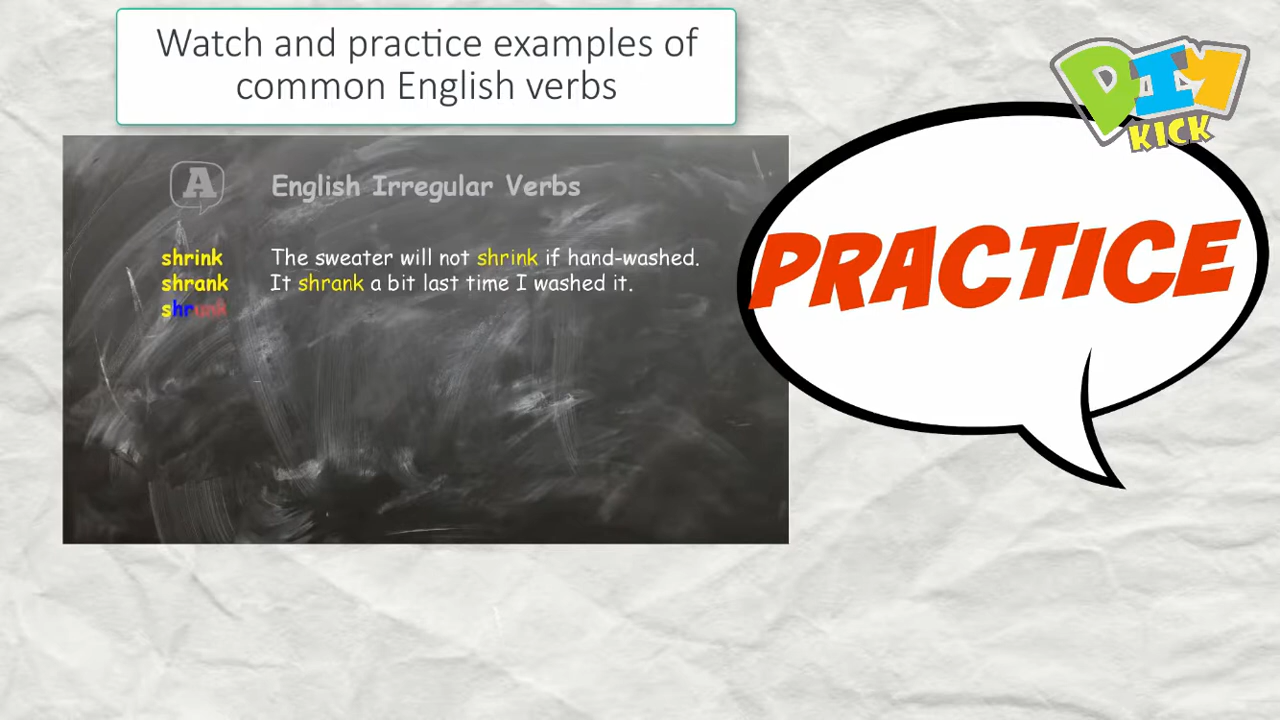 Watch and practice examples of
common English verbs
DIY
KICK
PRACTICE
A
English Irregular Verbs
shrink The sweater will not shrink if hand-washed.
shrank It shrank a bit last time I washed it.
shrunk